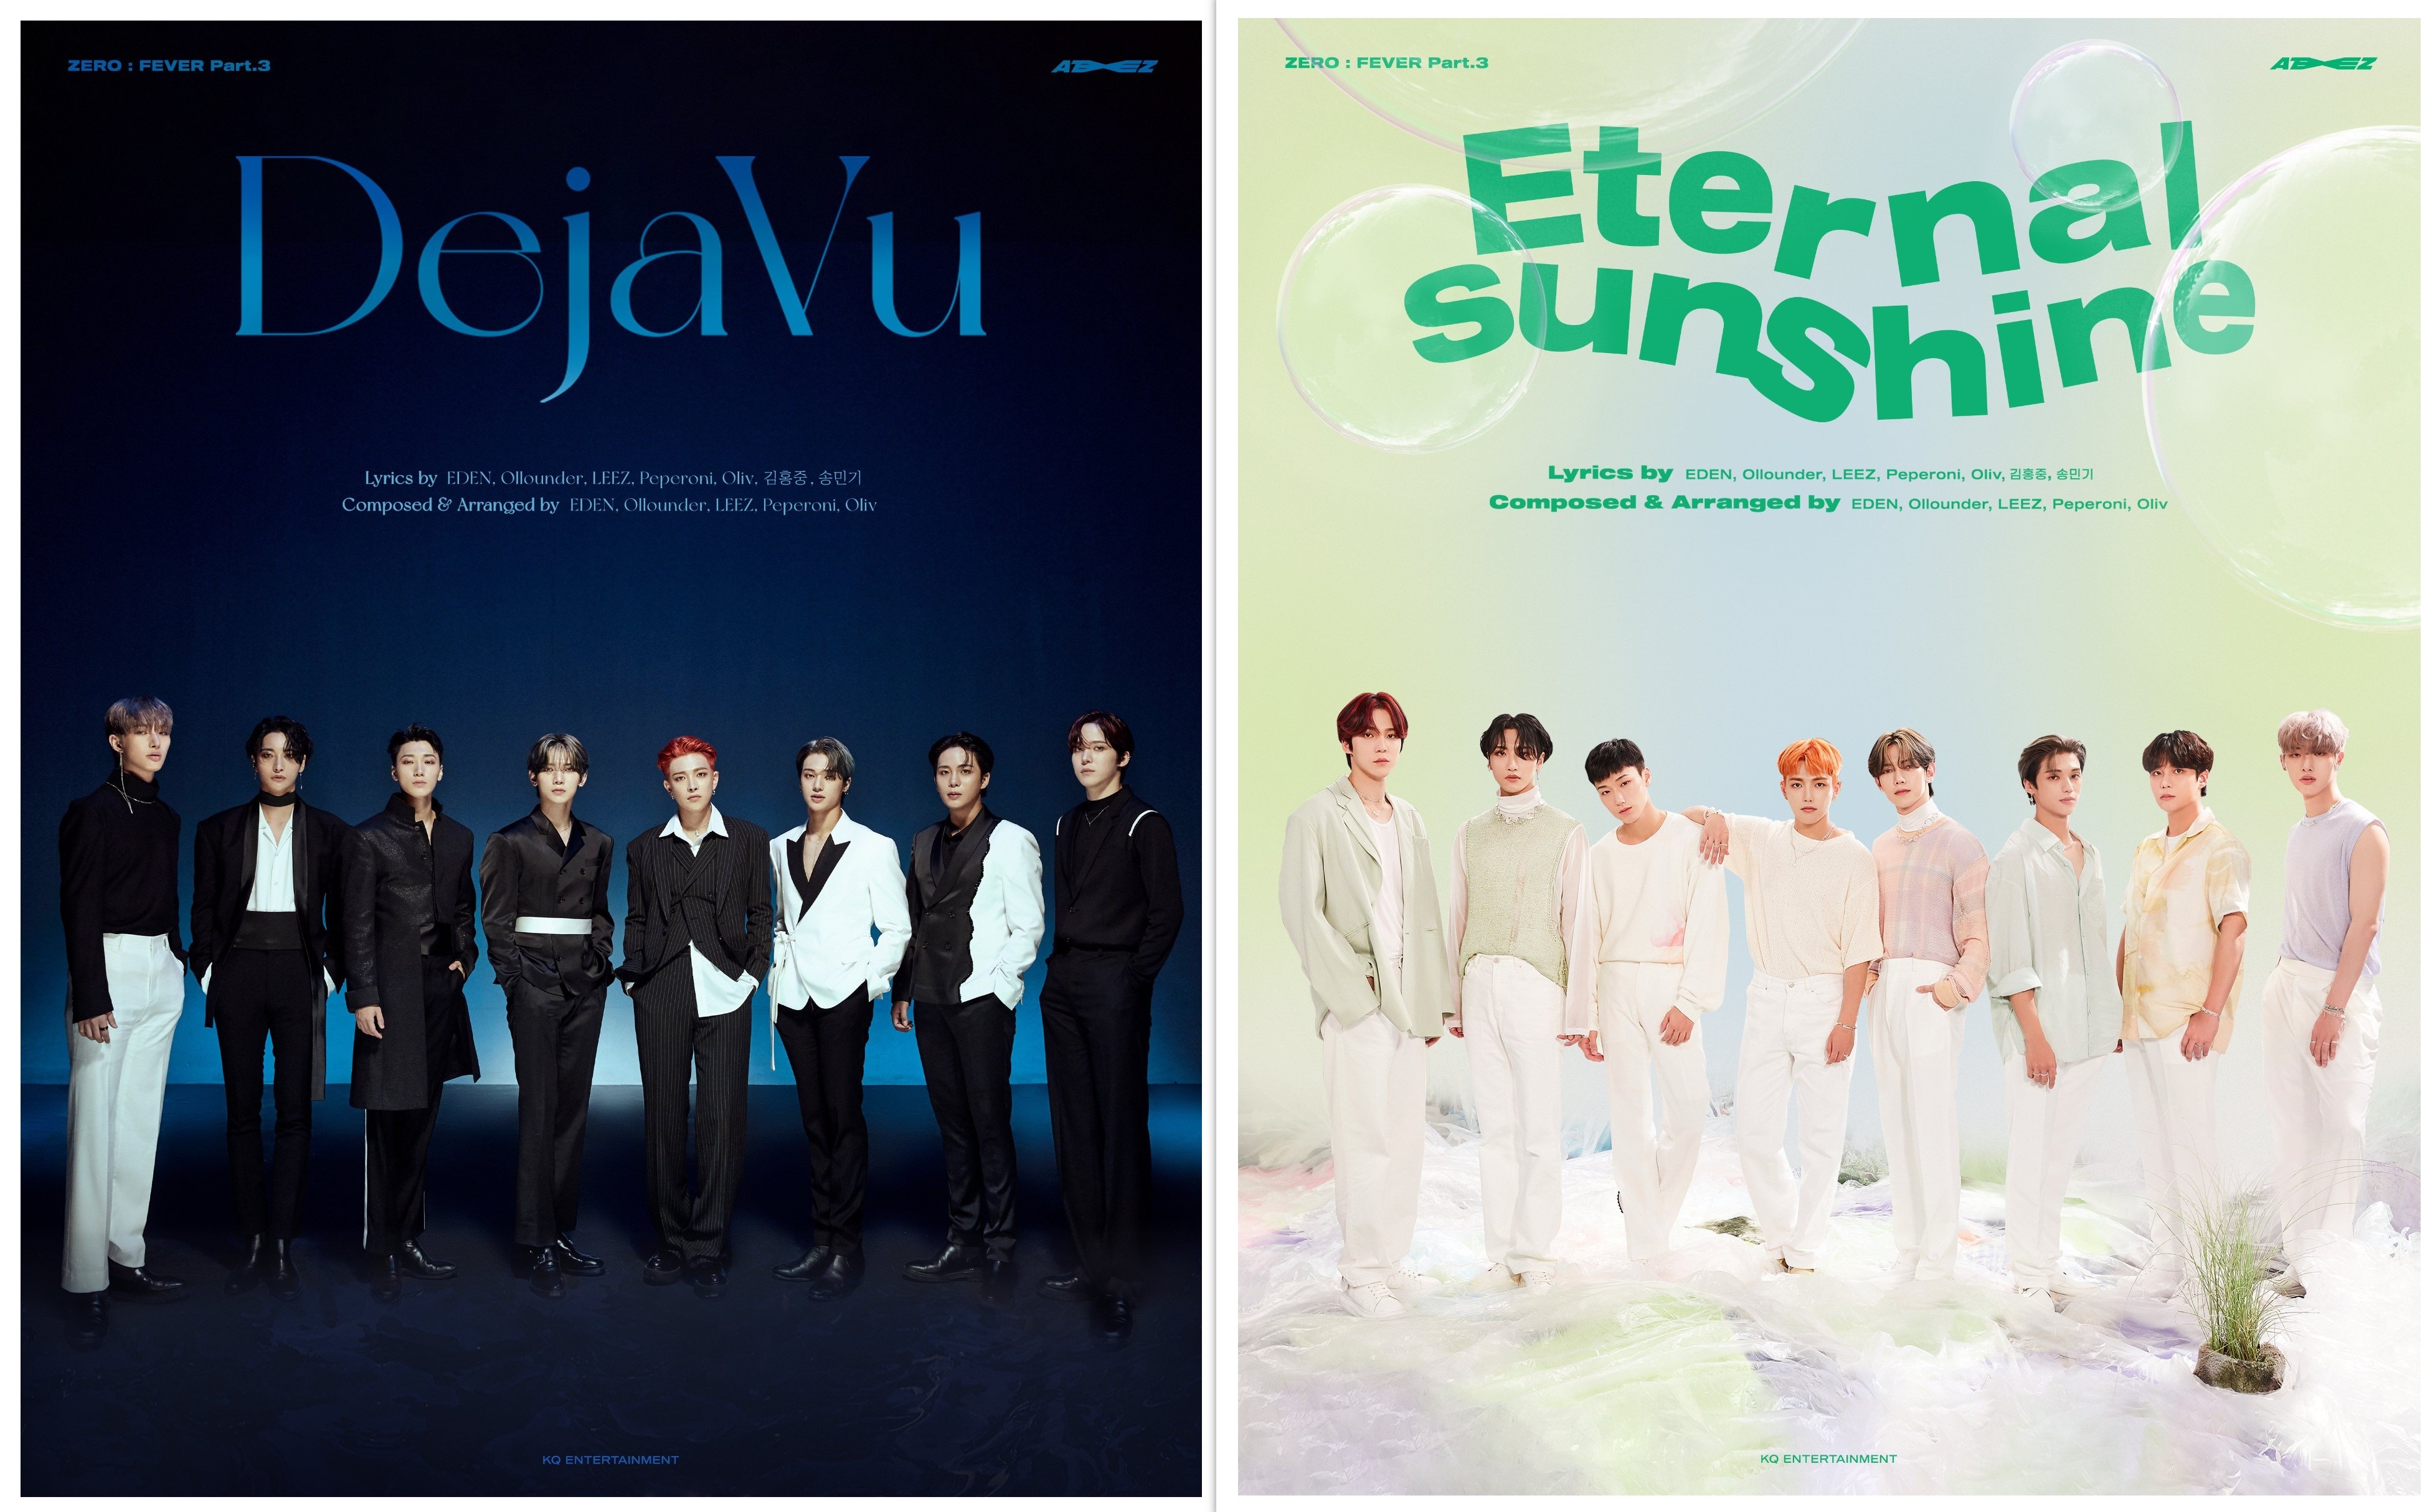 ZERO : FEVER Part.3
ATEEZ
DejaVu
Lyrics by EDEN, Ollounder, LEEZ, Peperoni, Oliv, 김홍중, 송민기
Composed & Arranged by EDEN, Ollounder, LEEZ, Peperoni, Oliv
KQ ENTERTAINMENT
ZERO : FEVER Part.3
ATEEZ
Eternal
sunshine
Lyrics by EDEN, Ollounder, LEEZ, Peperoni, Oliv, 김홍중, 송민기
Composed & Arranged by EDEN, Ollounder, LEEZ, Peperoni, Oliv
KQ ENTERTAINMENT